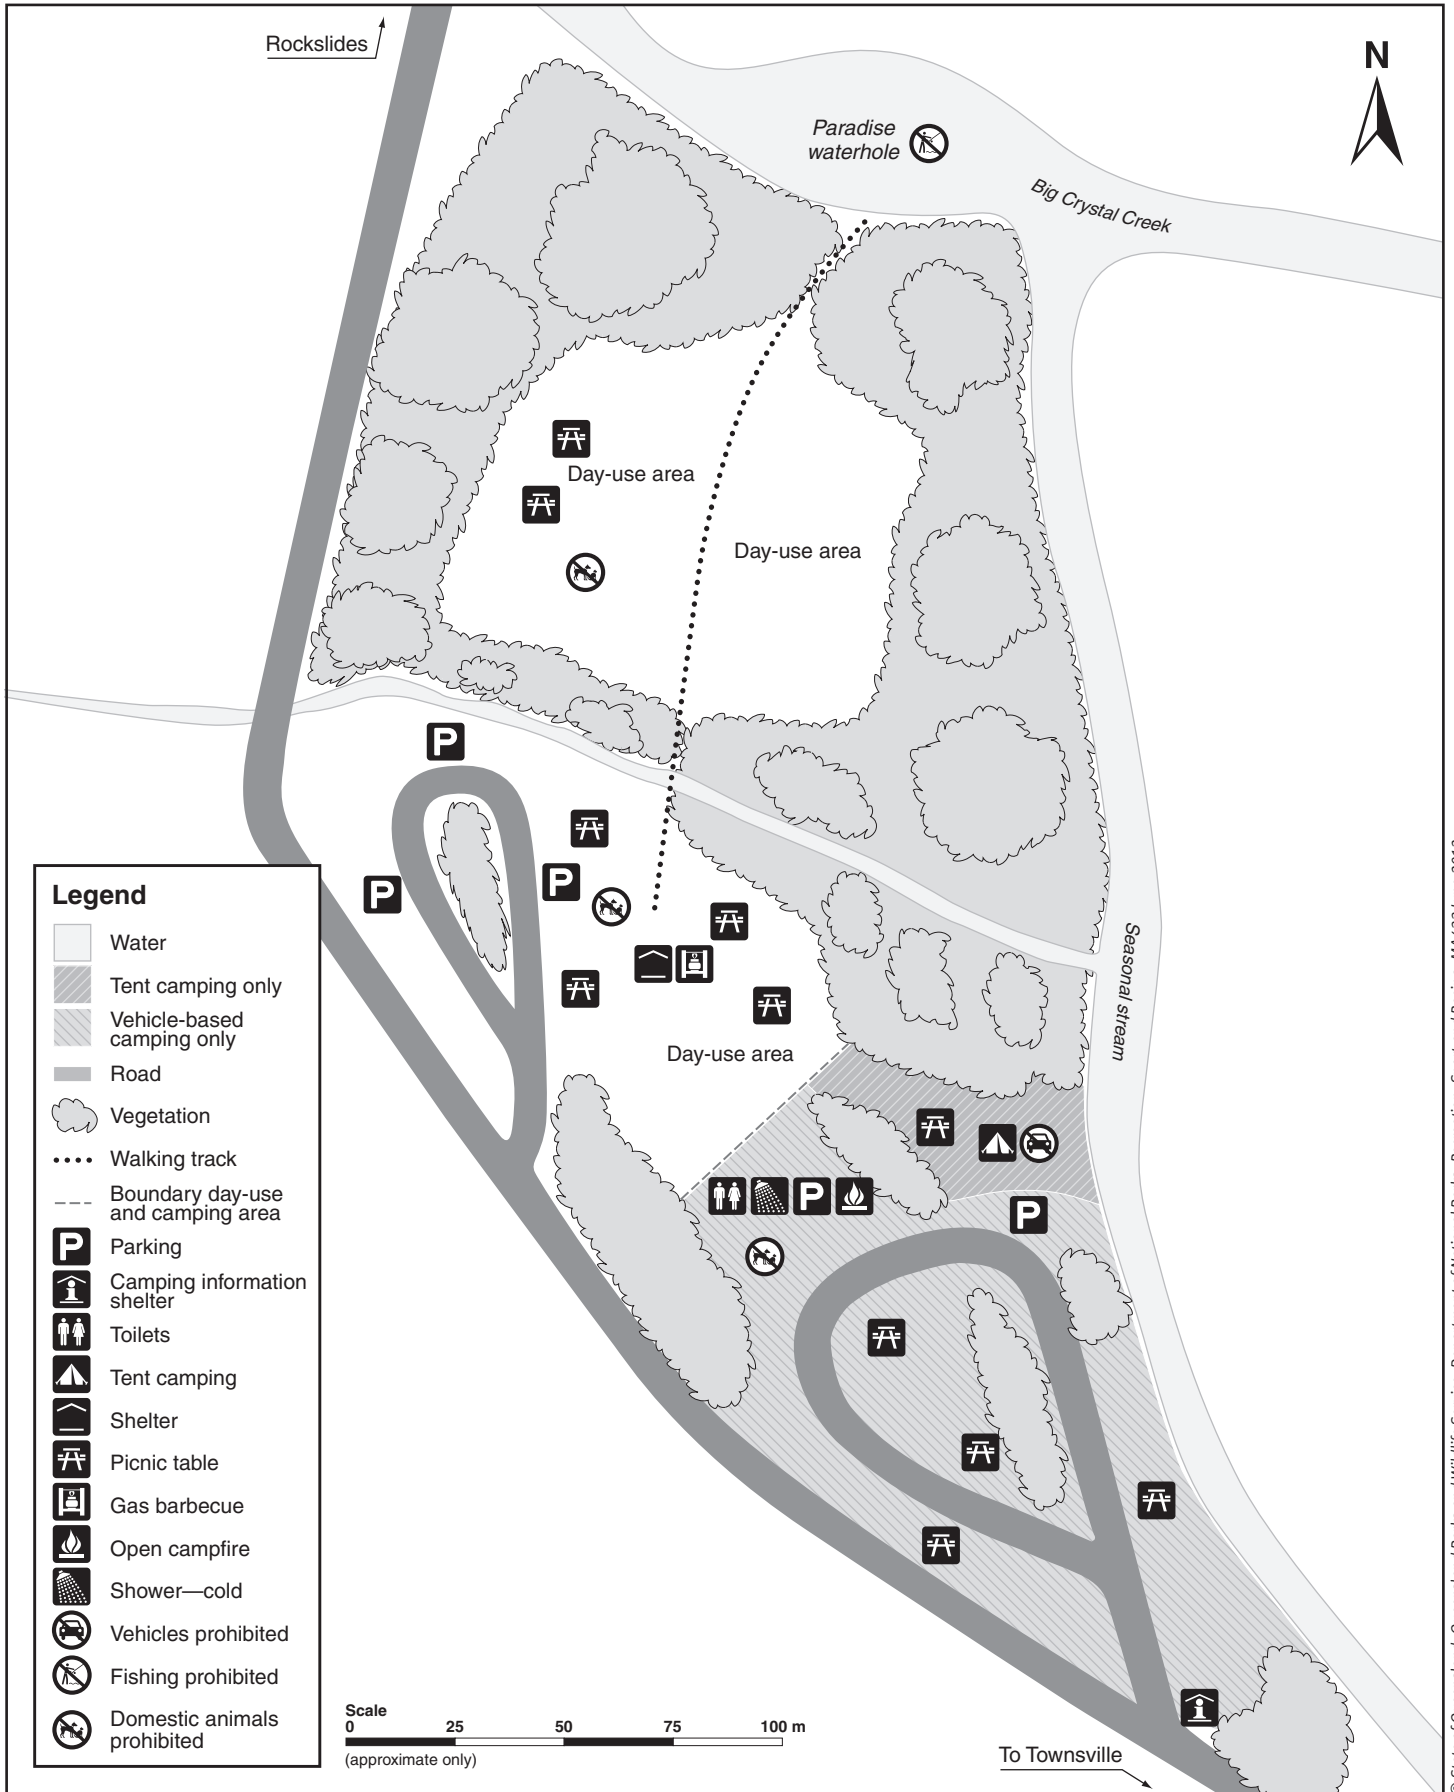 Rockslides
N
Paradise
waterhole
Big Crystal Creek
Day-use area
Day-use area
P
P
P
Day-use area
Seasonal stream
P
P
Legend
Water
Tent camping only
Vehicle-based
camping only
Road
Vegetation
Walking track
Boundary day-use
and camping area
P Parking
Camping information
shelter
Toilets
Tent camping
Shelter
Picnic table
Gas barbecue
Open campfire
Shower—cold
Vehicles prohibited
Fishing prohibited
Domestic animals
prohibited
Scale
0 25 50 75 100 m
(approximate only)
To Townsville